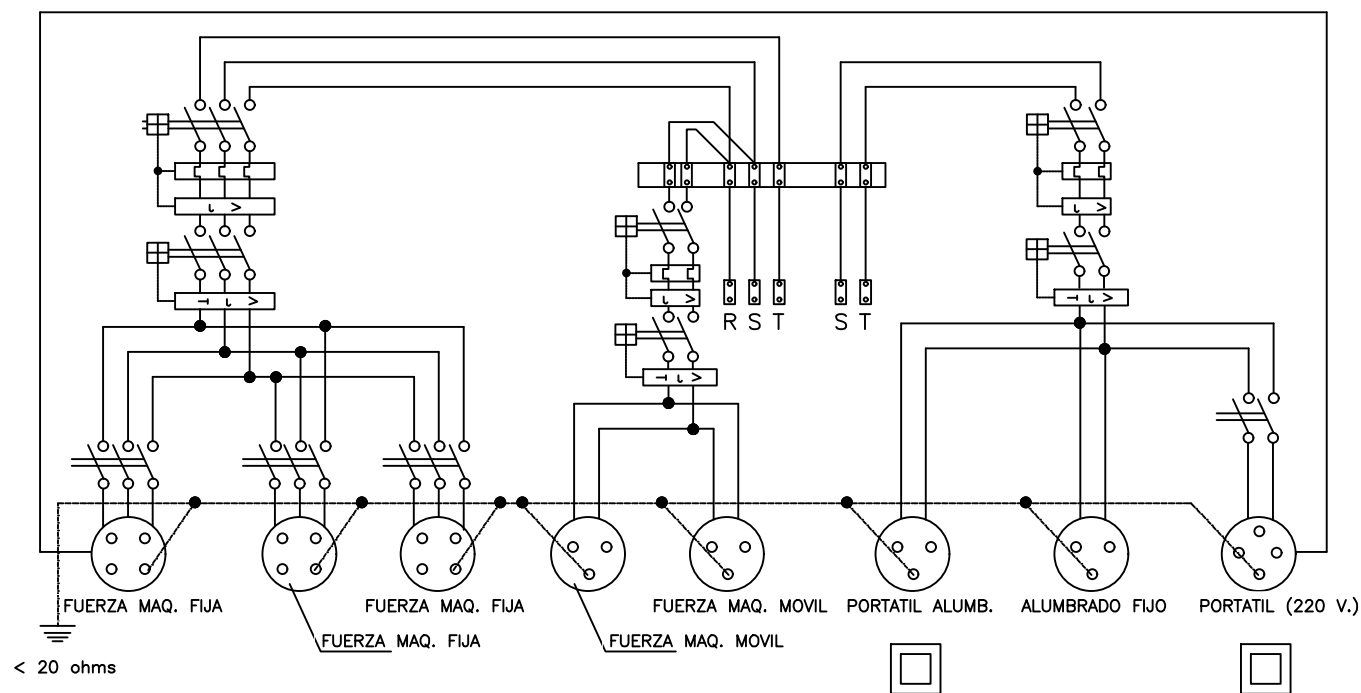 R S T
S T
FUERZA MAQ. FIJA
FUERZA MAQ. FIJA
FUERZA MAQ. MOVIL
PORTATIL ALUMB.
ALUMBRADO FIJO
PORTATIL (220 V.)
FUERZA MAQ. FIJA
FUERZA MAQ. MOVIL
< 20 ohms